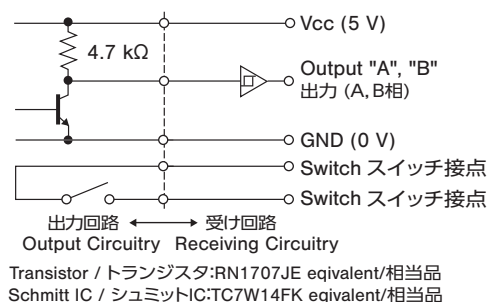 Vcc (5 V)
4.7 kΩ
Output "A", "B"
出力 (A, B相)
GND (0 V)
Switch スイッチ接点
Switch スイッチ接点
出力回路 受け回路
Output Circuitry Receiving Circuitry
Transistor / トランジスタ:RN1707JE eqivalent/相当品
Schmitt IC / シュミットIC:TC7W14FK eqivalent/相当品